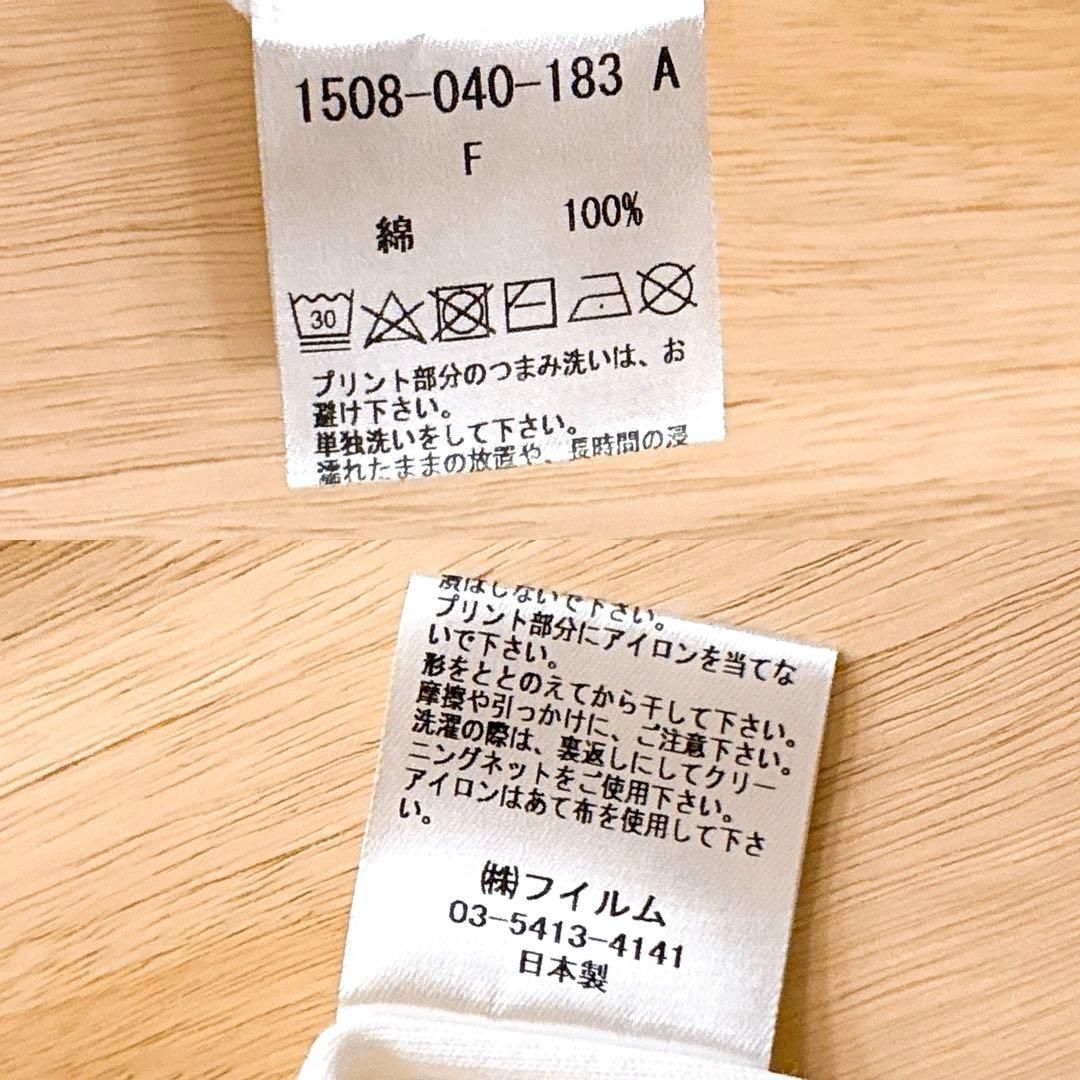 1508-040-183 A
F
綿 100%
30
プリント部分のつまみ洗いは、お
避け下さい。
単独洗いをして下さい。
濡れたままの放置や、長時間の浸
漬はしないで下さい。
プリント部分にアイロンを当てな
いで下さい。
形をととのえてから干して下さい。
摩擦や引っかけに、ご注意下さい。
洗濯の際は、裏返しにしてクリー
ニングネットをご使用下さい。
アイロンはあて布を使用して下さ
い。
㈱フイルム
03-5413-4141
日本製